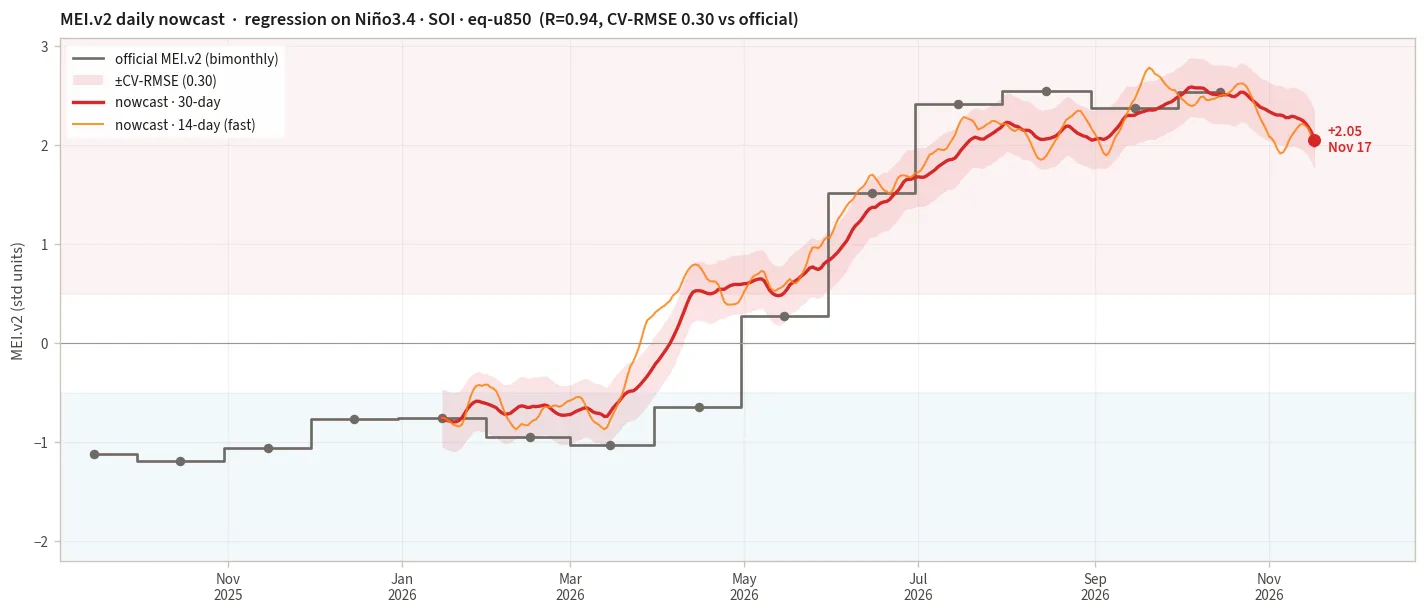 MEI.v2 daily nowcast · regression on Niño3.4 · SOI · eq-u850 (R=0.94, CV-RMSE 0.30 vs official)
official MEI.v2 (bimonthly)
±CV-RMSE (0.30)
nowcast · 30-day
nowcast · 14-day (fast)
MEI.v2 (std units)
3
2
1
0
−1
−2
+2.05
Nov 17
Nov
2025
Jan
2026
Mar
2026
May
2026
Jul
2026
Sep
2026
Nov
2026